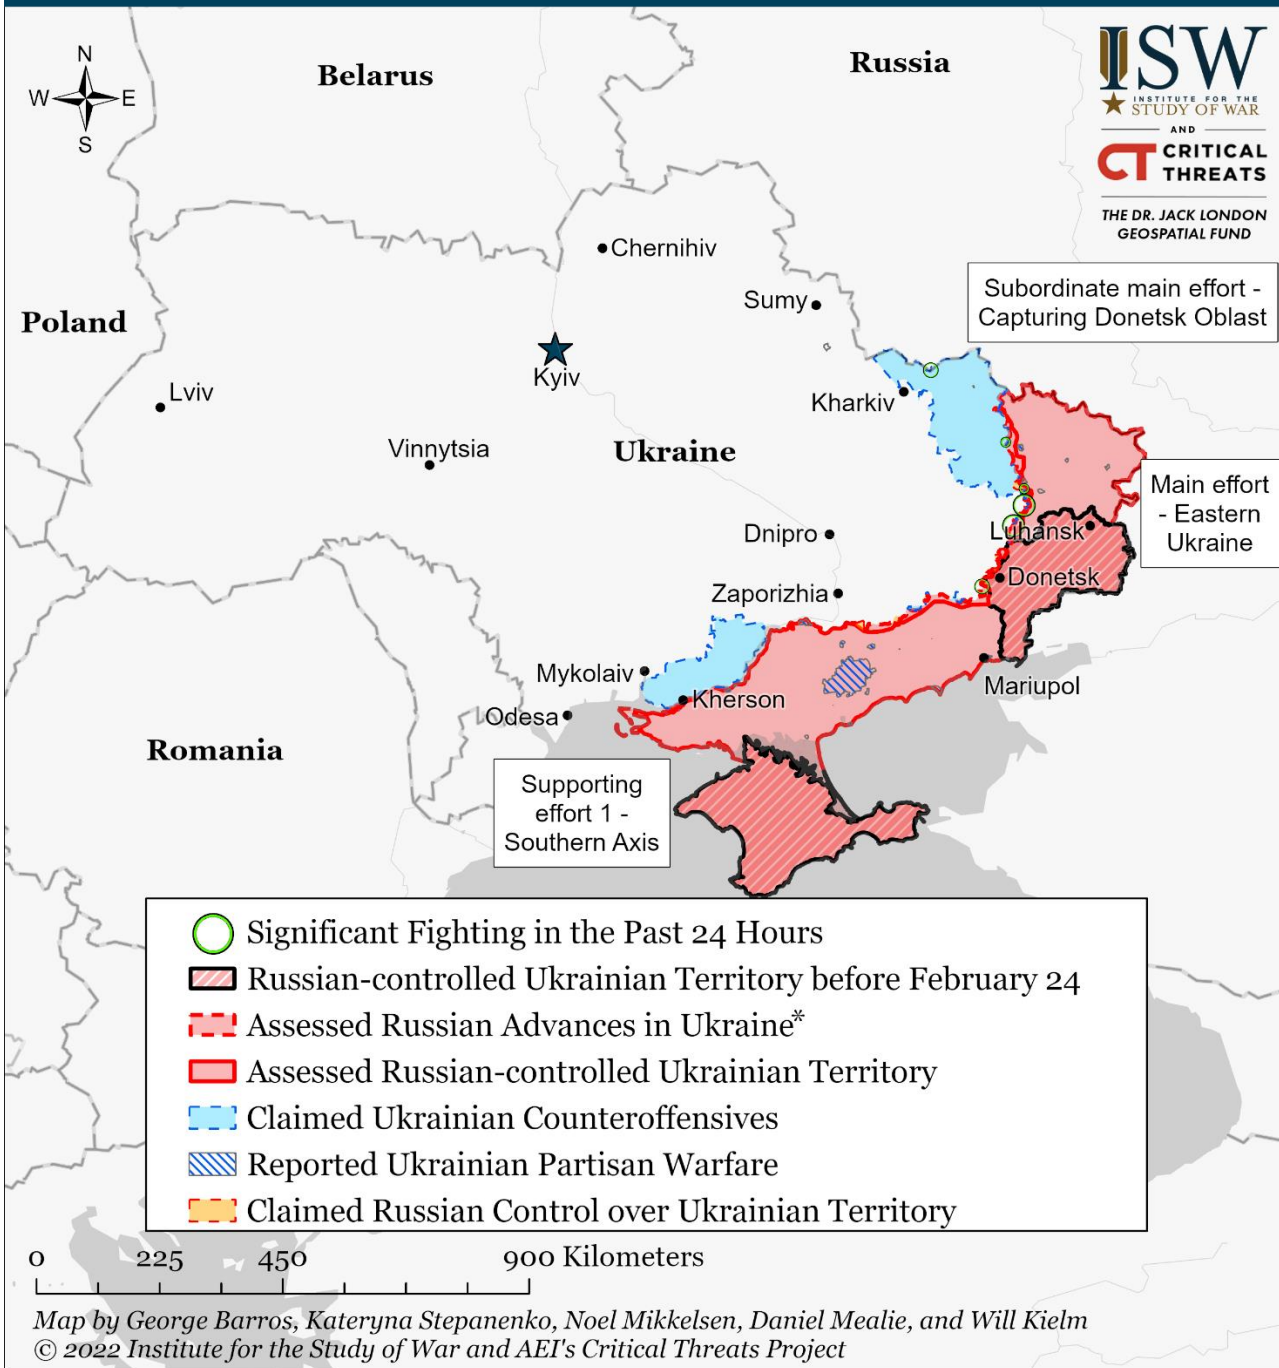 N
W E
S
Belarus
Russia
ISW
INSTITUTE FOR THE
STUDY OF WAR
AND
CT CRITICAL
THREATS
THE DR. JACK LONDON
GEOSPATIAL FUND
Chernihiv
Sumy
Subordinate main effort -
Capturing Donetsk Oblast
Poland
Kyiv
Lviv
Kharkiv
Vinnytsia
Ukraine
Main effort
- Eastern
Ukraine
Dnipro
Luhansk
Donetsk
Zaporizhia
Mykolaiv
Mariupol
Kherson
Odesa
Romania
Supporting
effort 1 -
Southern Axis
Significant Fighting in the Past 24 Hours
Russian-controlled Ukrainian Territory before February 24
Assessed Russian Advances in Ukraine*
Assessed Russian-controlled Ukrainian Territory
Claimed Ukrainian Counteroffensives
Reported Ukrainian Partisan Warfare
Claimed Russian Control over Ukrainian Territory
0 225 450 900 Kilometers
Map by George Barros, Kateryna Stepanenko, Noel Mikkelsen, Daniel Mealie, and Will Kielm
© 2022 Institute for the Study of War and AEI's Critical Threats Project